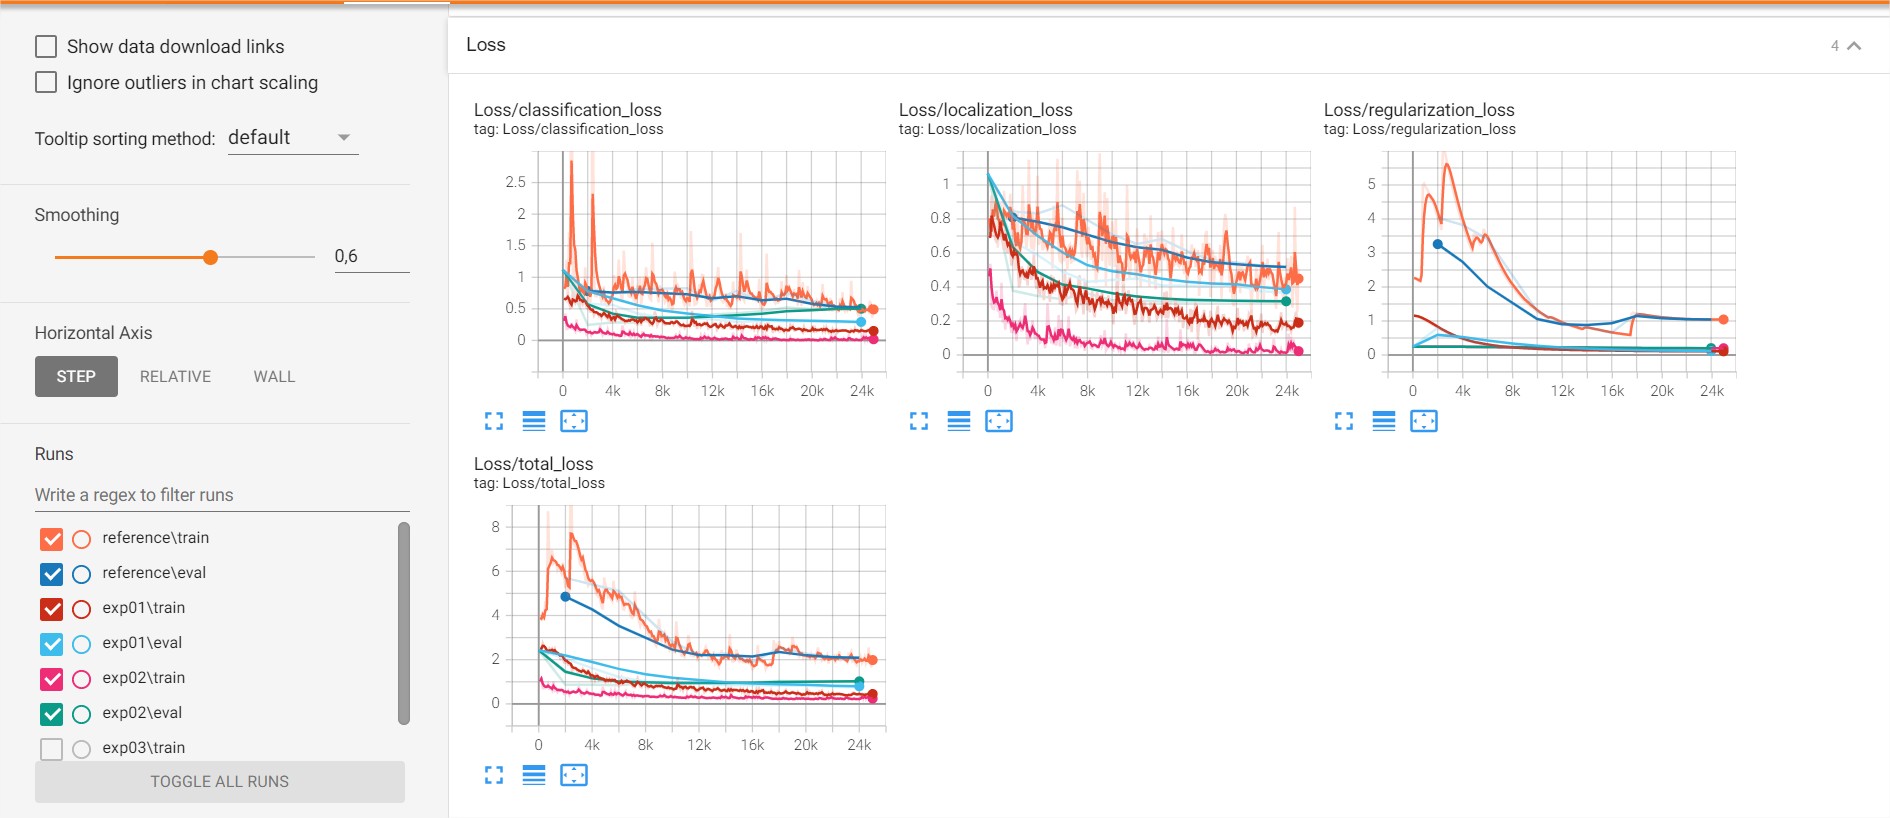 Show data download links
Ignore outliers in chart scaling
Tooltip sorting method: default
Smoothing
0,6
Horizontal Axis
STEP RELATIVE WALL
Runs
Write a regex to filter runs
reference\train
reference\eval
exp01\train
exp01\eval
exp02\train
exp02\eval
exp03\train
TOGGLE ALL RUNS
Loss 4
Loss/classification_loss
tag: Loss/classification_loss
2.5
2
1.5
1
0.5
0
0 4k 8k 12k 16k 20k 24k
Loss/localization_loss
tag: Loss/localization_loss
1
0.8
0.6
0.4
0.2
0
0 4k 8k 12k 16k 20k 24k
Loss/regularization_loss
tag: Loss/regularization_loss
5
4
3
2
1
0
0 4k 8k 12k 16k 20k 24k
Loss/total_loss
tag: Loss/total_loss
8
6
4
2
0
0 4k 8k 12k 16k 20k 24k